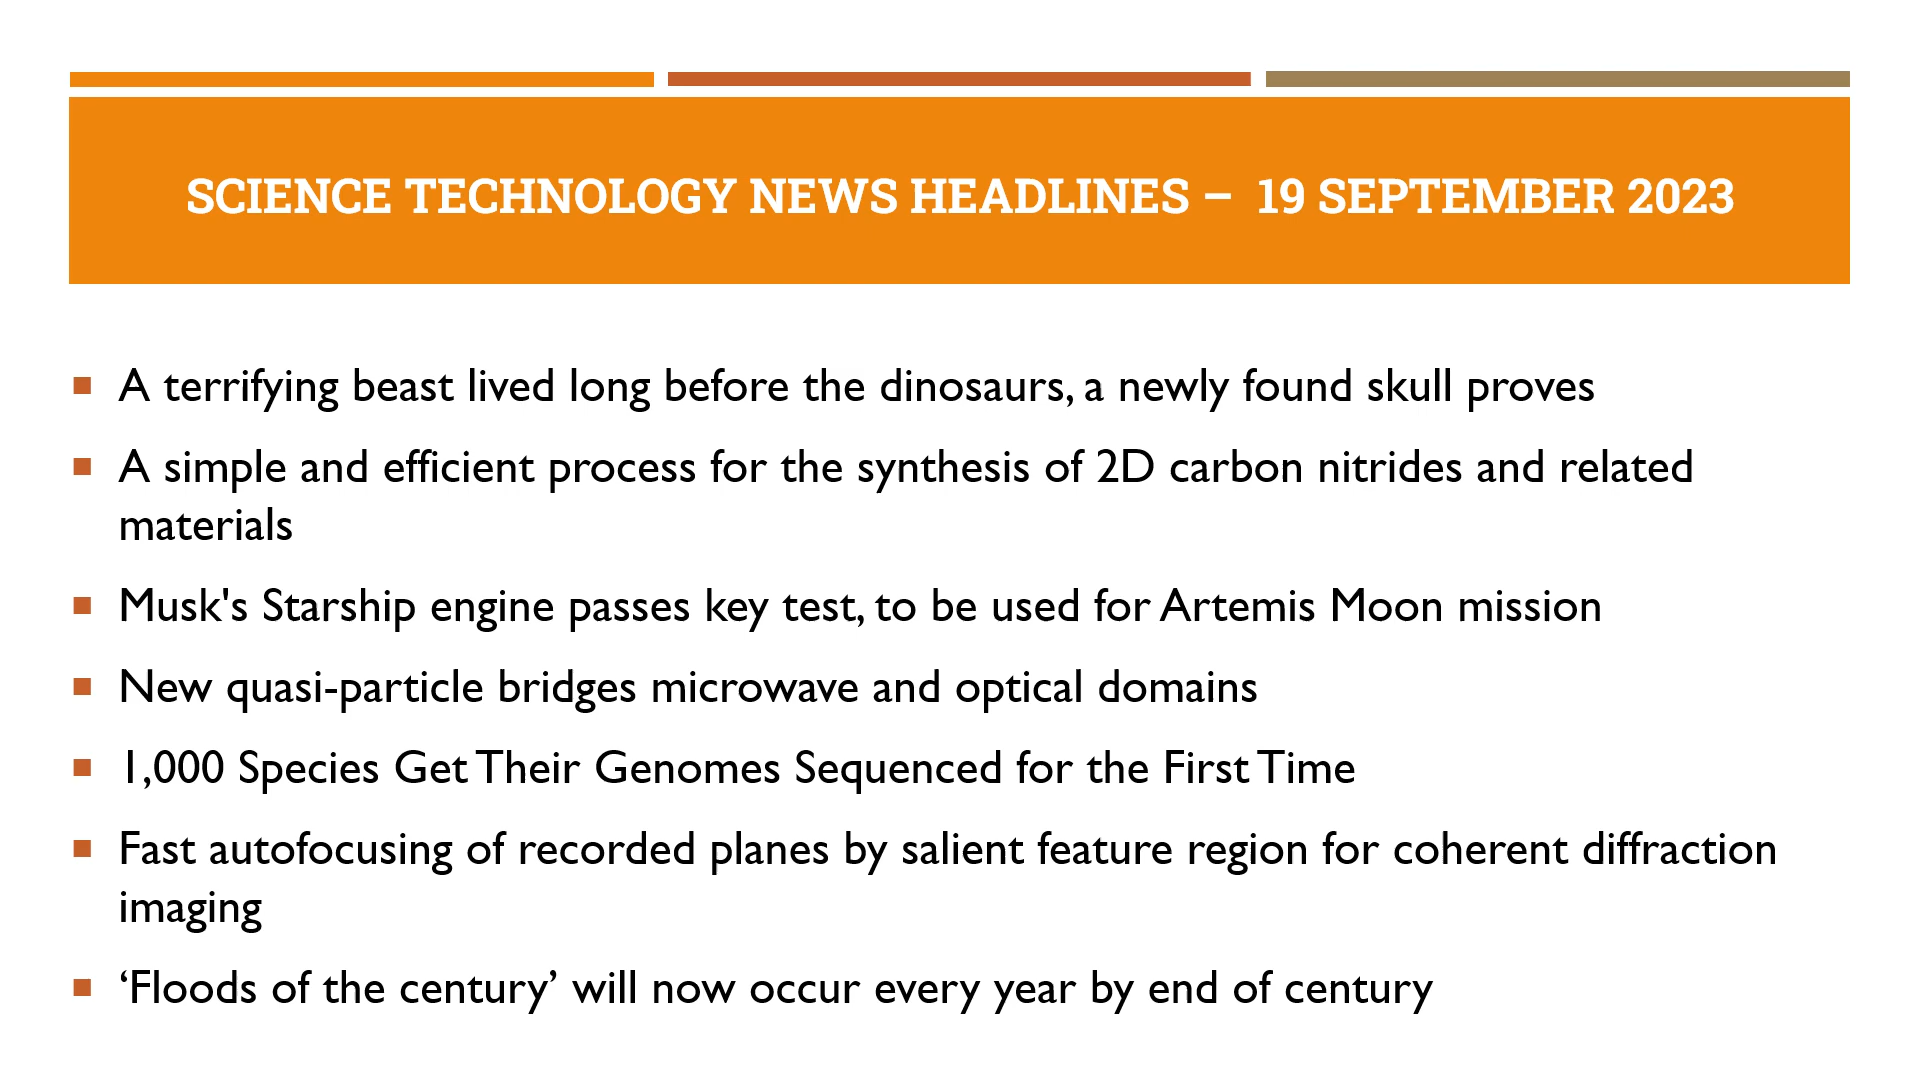 SCIENCE TECHNOLOGY NEWS HEADLINES – 19 SEPTEMBER 2023
A terrifying beast lived long before the dinosaurs, a newly found skull proves
A simple and efficient process for the synthesis of 2D carbon nitrides and related
materials
Musk's Starship engine passes key test, to be used for Artemis Moon mission
New quasi-particle bridges microwave and optical domains
1,000 Species Get Their Genomes Sequenced for the First Time
Fast autofocusing of recorded planes by salient feature region for coherent diffraction
imaging
‘Floods of the century’ will now occur every year by end of century